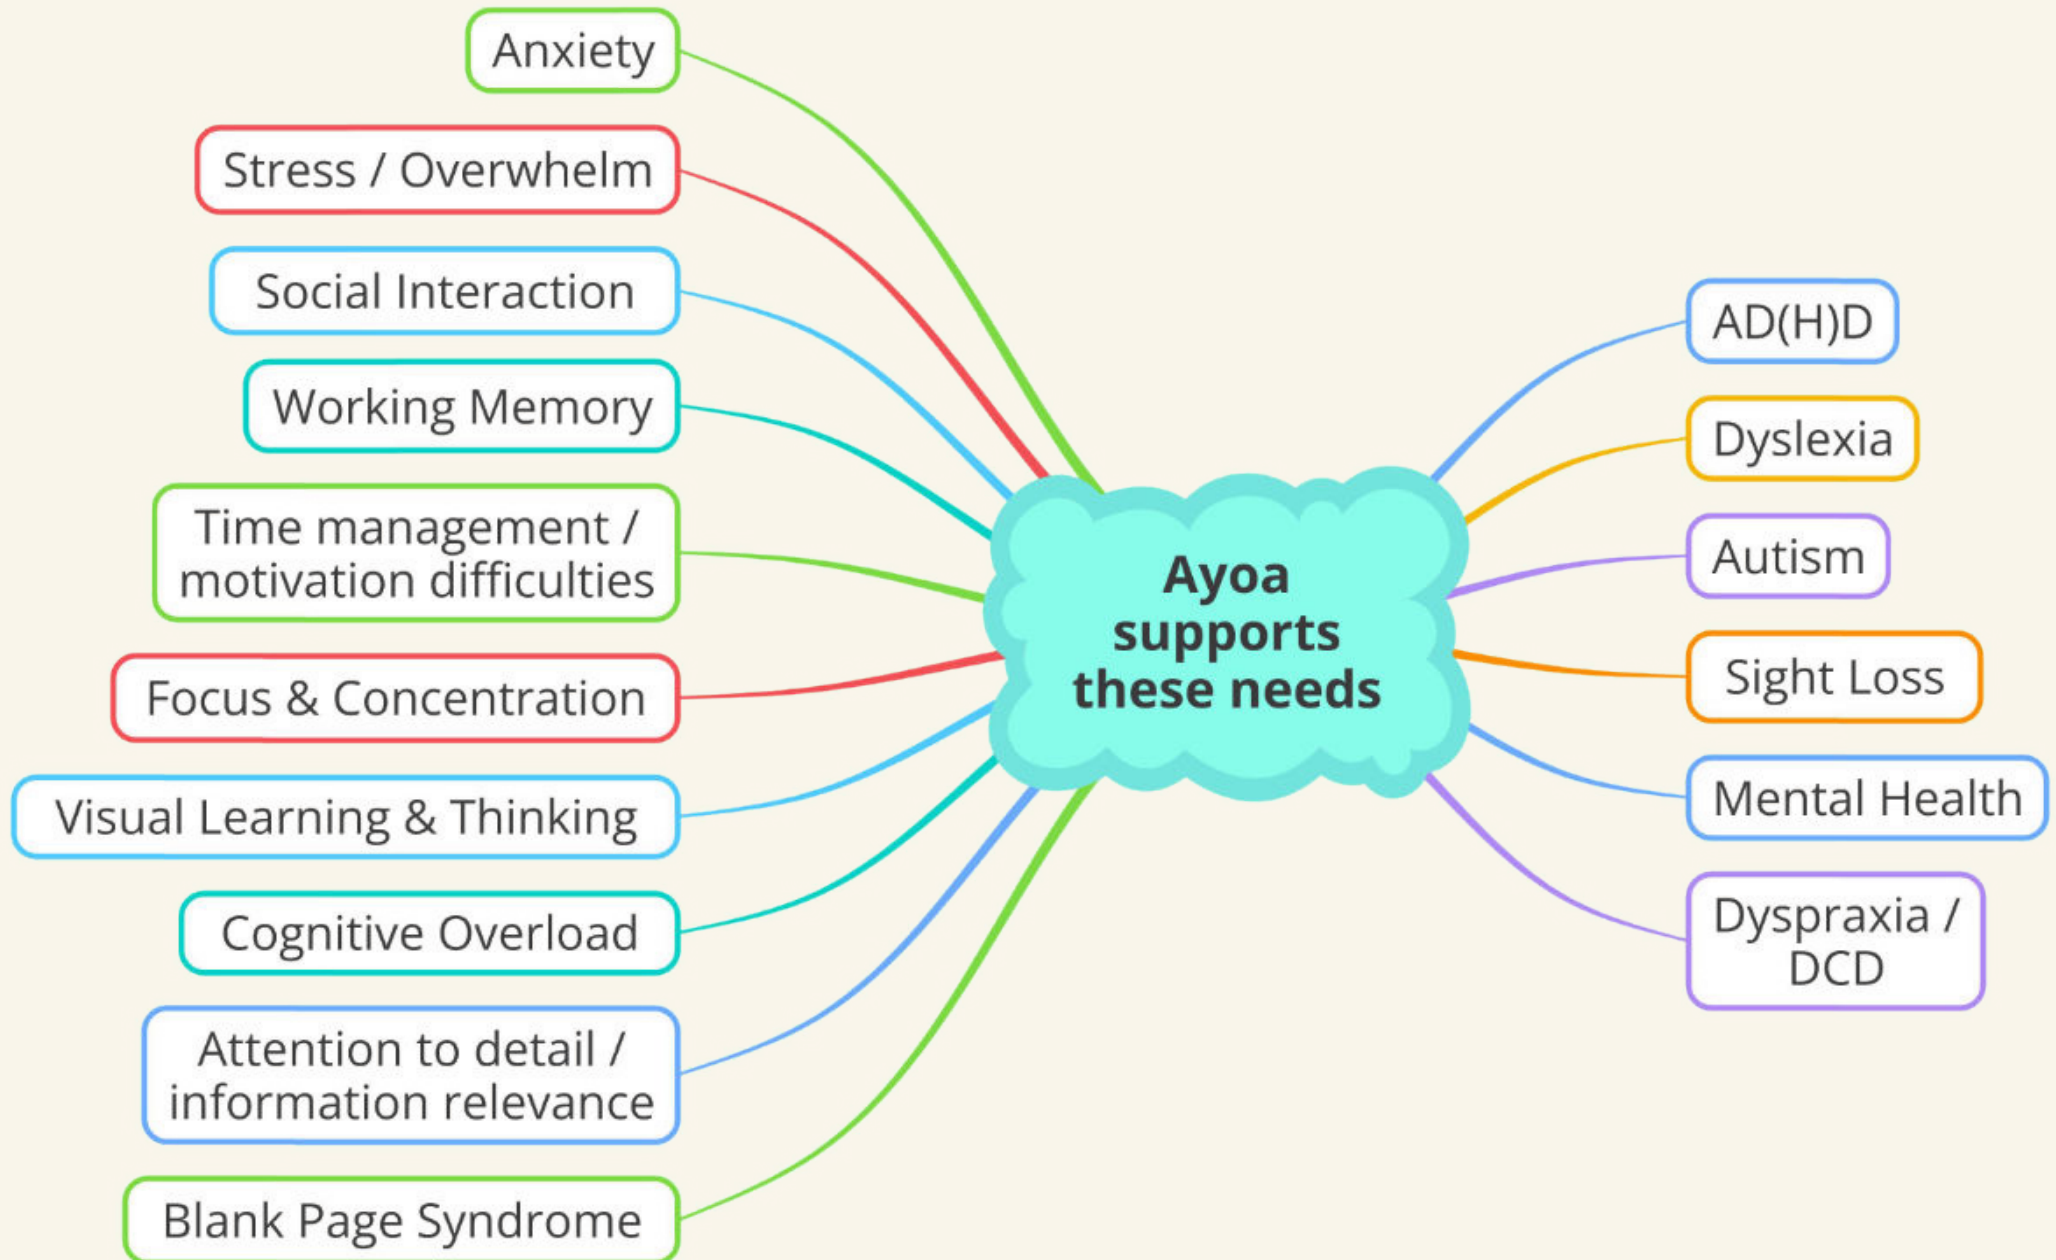 Anxiety
Stress / Overwhelm
Social Interaction
Working Memory
Time management /
motivation difficulties
Focus & Concentration
Visual Learning & Thinking
Cognitive Overload
Attention to detail /
information relevance
Blank Page Syndrome
Ayoa
supports
these needs
AD(H)D
Dyslexia
Autism
Sight Loss
Mental Health
Dyspraxia /
DCD